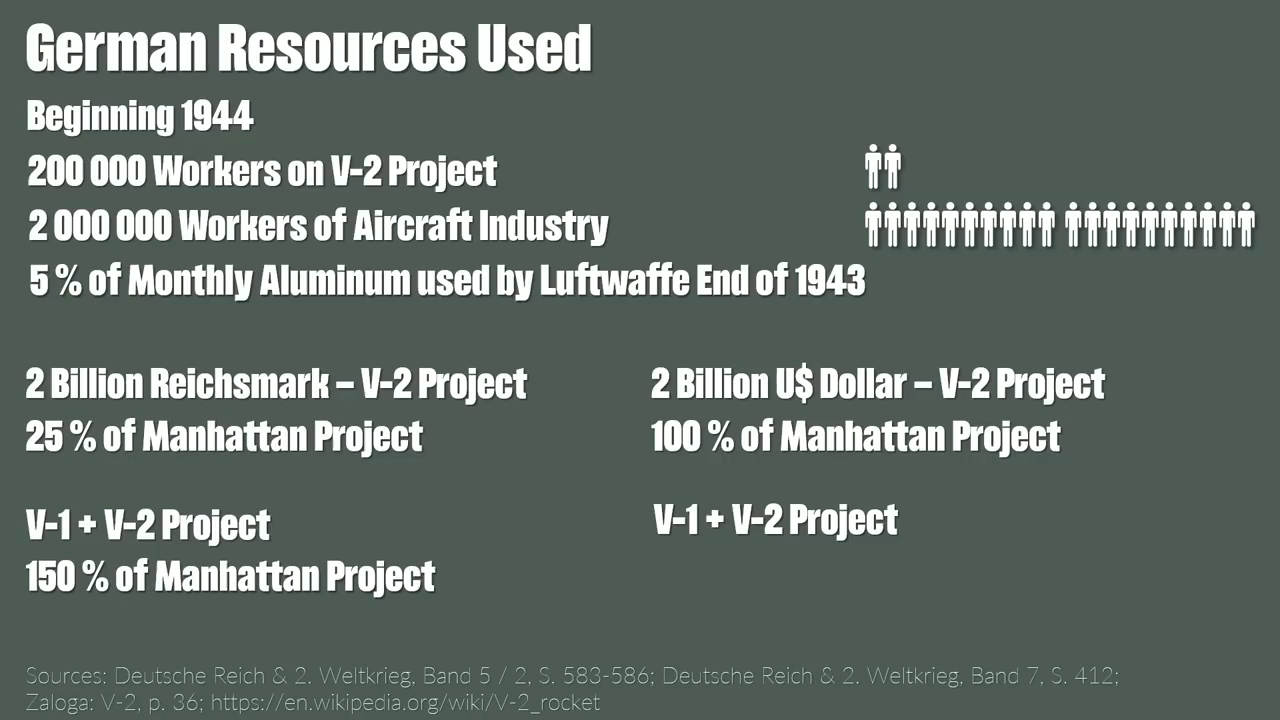 German Resources Used
Beginning 1944
200 000 Workers on V-2 Project
2 000 000 Workers of Aircraft Industry
5 % of Monthly Aluminum used by Luftwaffe End of 1943
2 Billion Reichsmark – V-2 Project
25 % of Manhattan Project
2 Billion U$ Dollar – V-2 Project
100 % of Manhattan Project
V-1 + V-2 Project
150 % of Manhattan Project
V-1 + V-2 Project
Sources: Deutsche Reich & 2. Weltkrieg, Band 5 / 2, S. 583-586; Deutsche Reich & 2. Weltkrieg, Band 7, S. 412;
Zaloga: V-2, p. 36; https://en.wikipedia.org/wiki/V-2_rocket